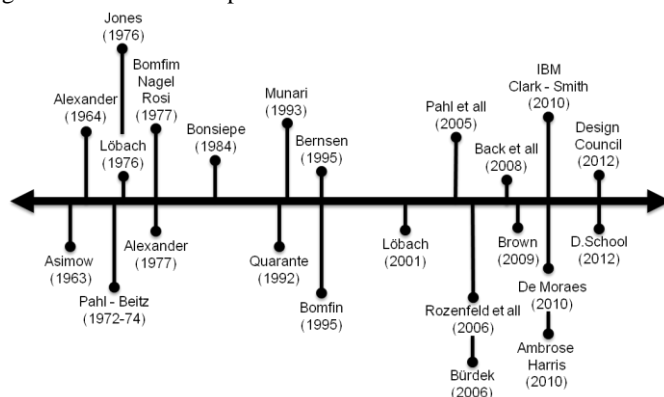 Jones
(1976)
Bomfim
Nagel
Rosi
(1977)
Alexander
(1964)
Löbach
(1976)
Bonsiepe
(1984)
Munari
(1993)
Bernsen
(1995)
Pahl et all
(2005)
Back et all
(2008)
IBM
Clark - Smith
(2010)
Design
Council
(2012)
Asimow
(1963)
Pahl - Beitz
(1972-74)
Alexander
(1977)
Quarante
(1992)
Bomfin
(1995)
Löbach
(2001)
Rozenfeld et all
(2006)
Bürdek
(2006)
Brown
(2009)
De Moraes
(2010)
Ambrose
Harris
(2010)
D.School
(2012)